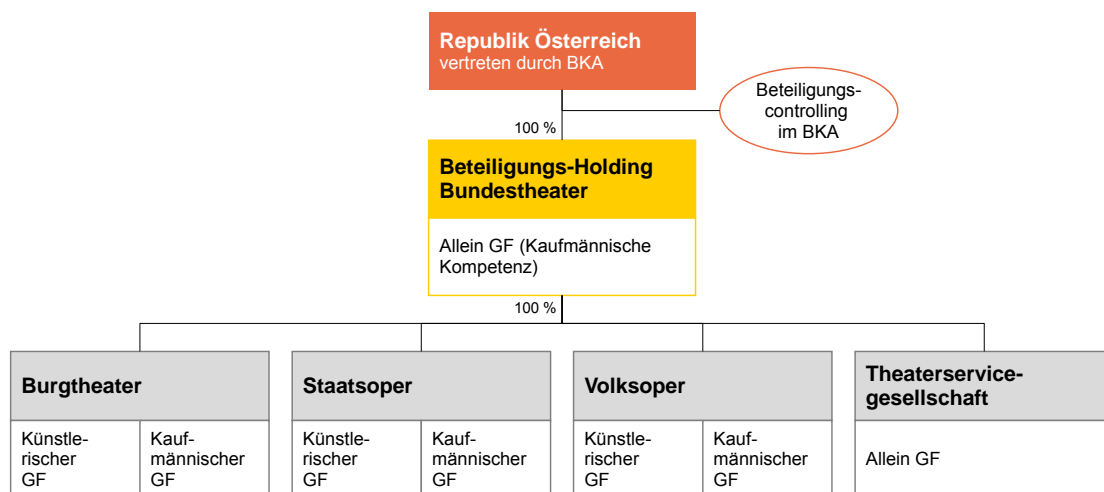 Republik Österreich
vertreten durch BKA
Beteiligungs-
controlling
im BKA
100 %
Beteiligungs-Holding
Bundestheater
Allein GF (Kaufmännische
Kompetenz)
100 %
Burgtheater
Künstle-
rischer
GF
Kauf-
männischer
GF
Staatsoper
Künstle-
rischer
GF
Kauf-
männischer
GF
Volksoper
Künstle-
rischer
GF
Kauf-
männischer
GF
Theaterservice-
gesellschaft
Allein GF